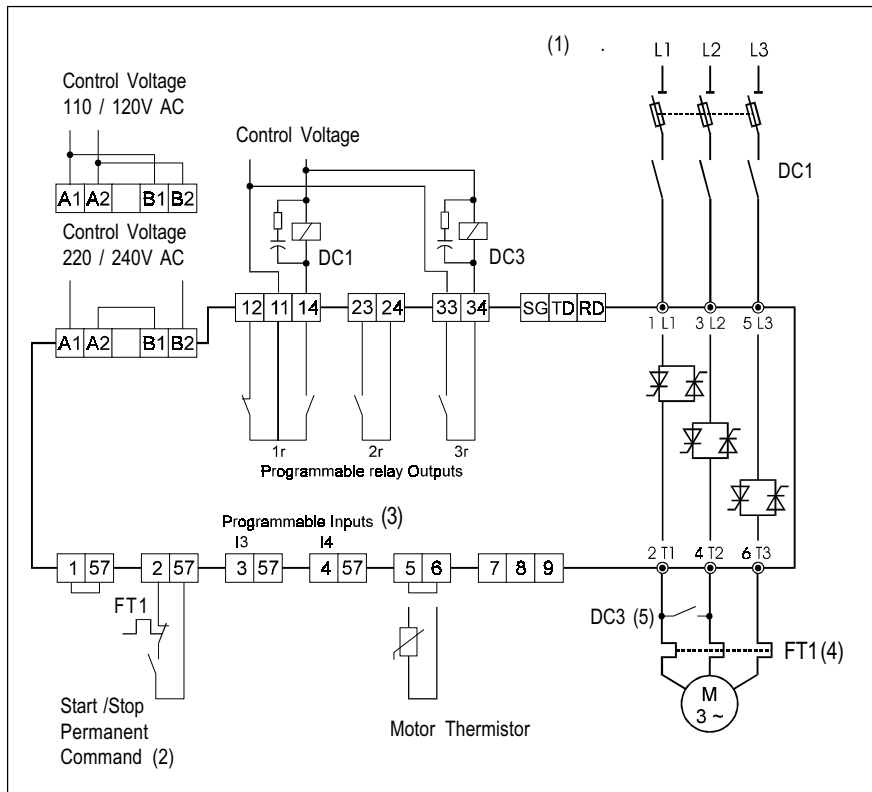 (1) . L1 L2 L3
Control Voltage
110 / 120V AC
Control Voltage
DC1
A1 A2 B1 B2
Control Voltage
220 / 240V AC
DC1 DC3
12 11 14 23 24 33 34 SG TD RD
1 L1 3 L2 5 L3
A1 A2 B1 B2
1r 2r 3r
Programmable relay Outputs
Programmable Inputs (3)
I3 I4
2 T1 4 T2 6 T3
1 57 2 57 3 57 4 57 5 6 7 8 9
FT1
DC3 (5)
FT1(4)
M
3 ~
Start /Stop
Permanent
Command (2)
Motor Thermistor